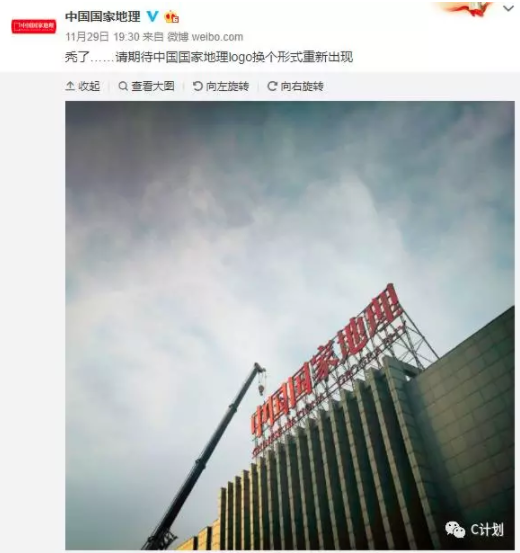 中国国家地理
中国国家地理
11月29日 19:30 来自 微博 weibo.com
秃了……请期待中国国家地理logo换个形式重新出现
收起 查看大图 向左旋转 向右旋转
中国国家地理
C计划